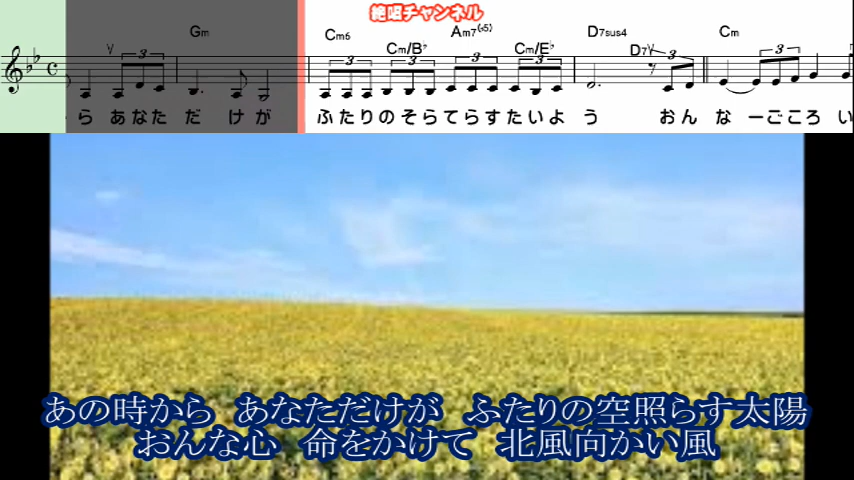 絶唱チャンネル
Gm Cm6 Cm/B♭ Am7(♭5) Cm/E♭ D7sus4 D7 Cm
ら あなた だ けが ふたりのそらてらすたいよ う おん な ーごころ い
あの時から あなただけが ふたりの空照らす太陽
おんな心 命をかけて 北風向かい風